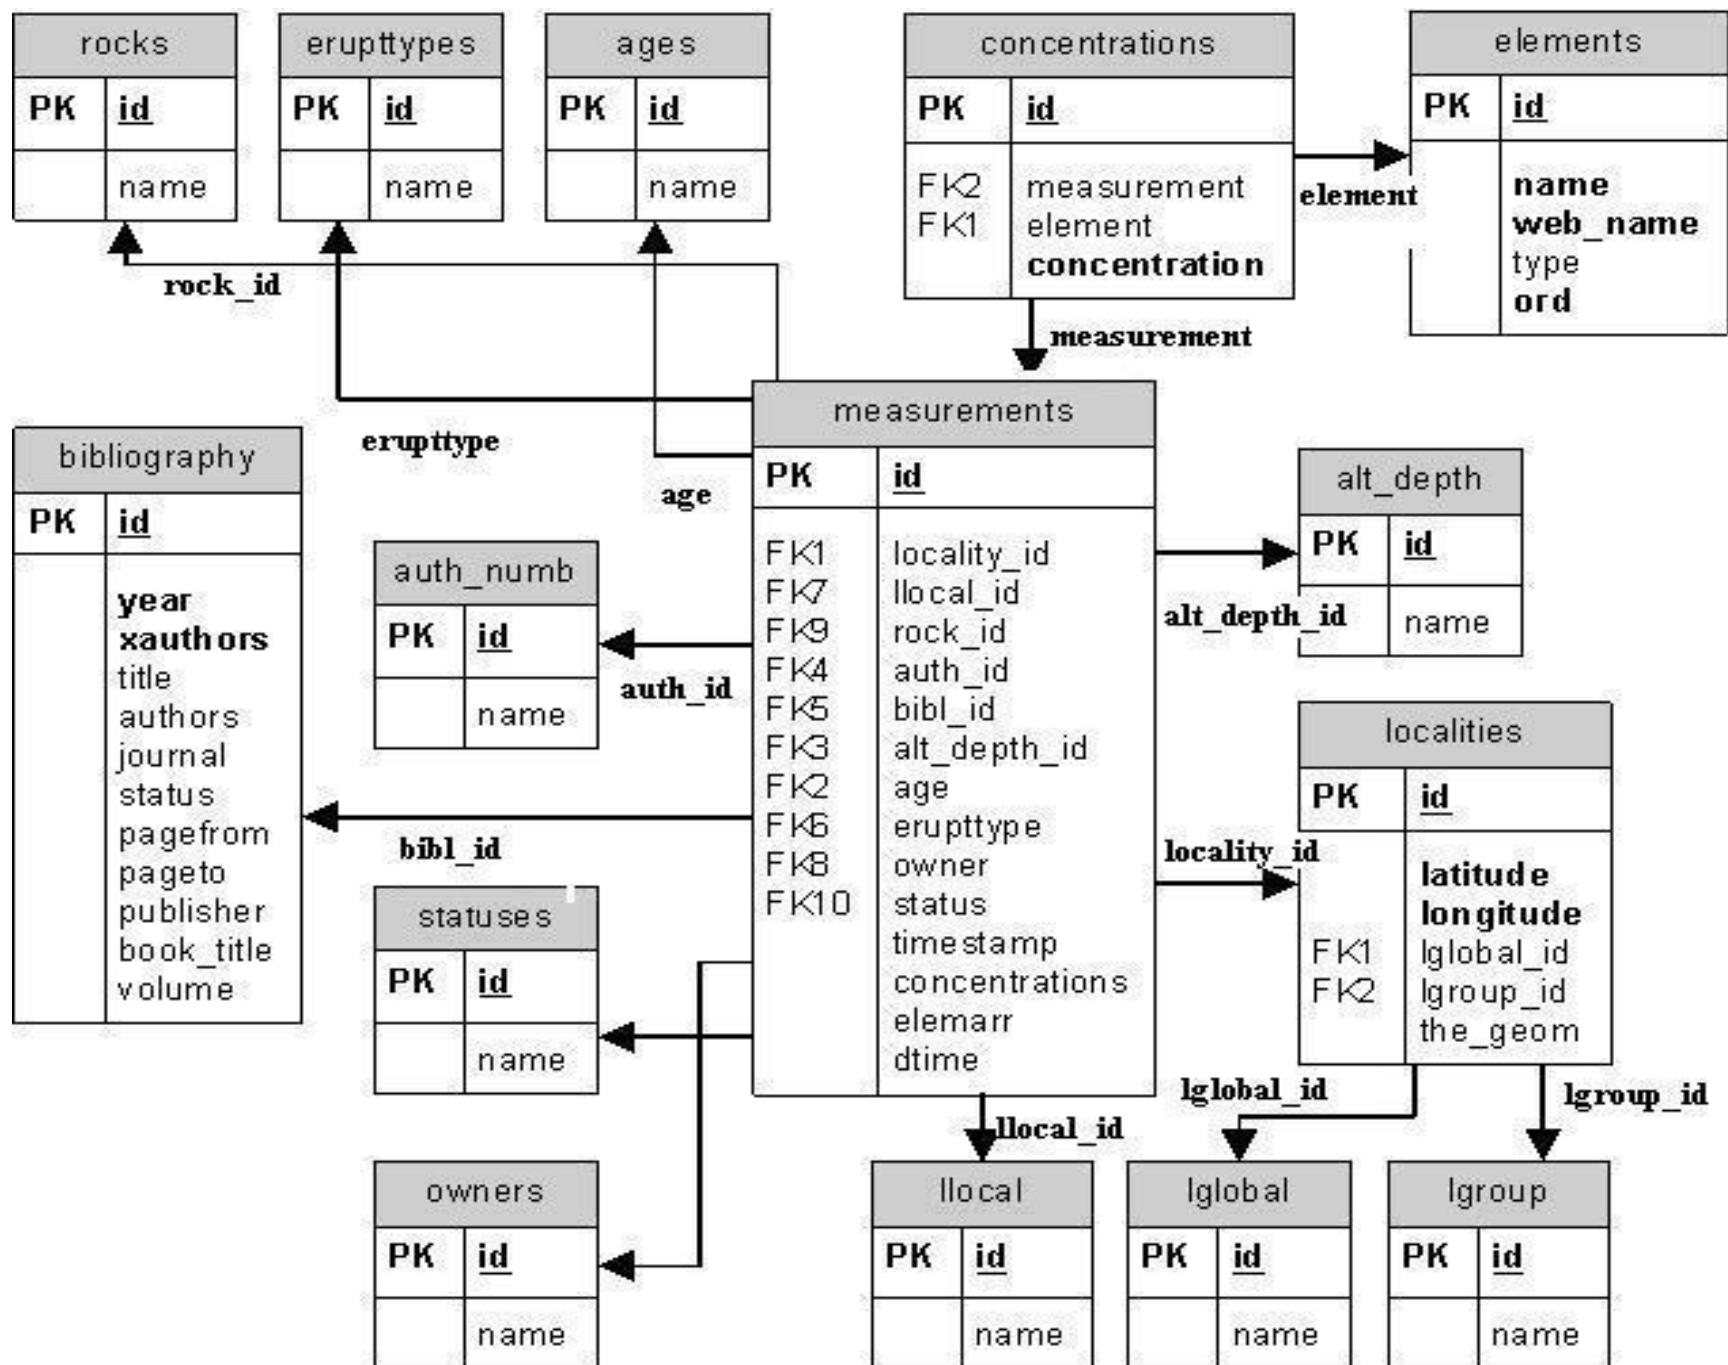 rocks
PK id
name
erupttypes
PK id
name
ages
PK id
name
concentrations
PK id
FK2 measurement
FK1 element
concentration
elements
PK id
name
web_name
type
ord
element
rock_id
measurement
erupttype
age
measurements
PK id
FK1 locality_id
FK7 llocal_id
FK9 rock_id
FK4 auth_id
FK5 bibl_id
FK3 alt_depth_id
FK2 age
FK6 erupttype
FK8 owner
FK10 status
timestamp
concentrations
elemarr
dtime
bibliography
PK id
year
xauthors
title
authors
journal
status
pagefrom
pageto
publisher
book_title
volume
auth_numb
PK id
name
auth_id
bibl_id
alt_depth
PK id
name
alt_depth_id
localities
PK id
latitude
longitude
FK1 lglobal_id
FK2 lgroup_id
the_geom
locality_id
statuses
PK id
name
lglobal_id
lgroup_id
llocal_id
owners
PK id
name
llocal
PK id
name
lglobal
PK id
name
lgroup
PK id
name